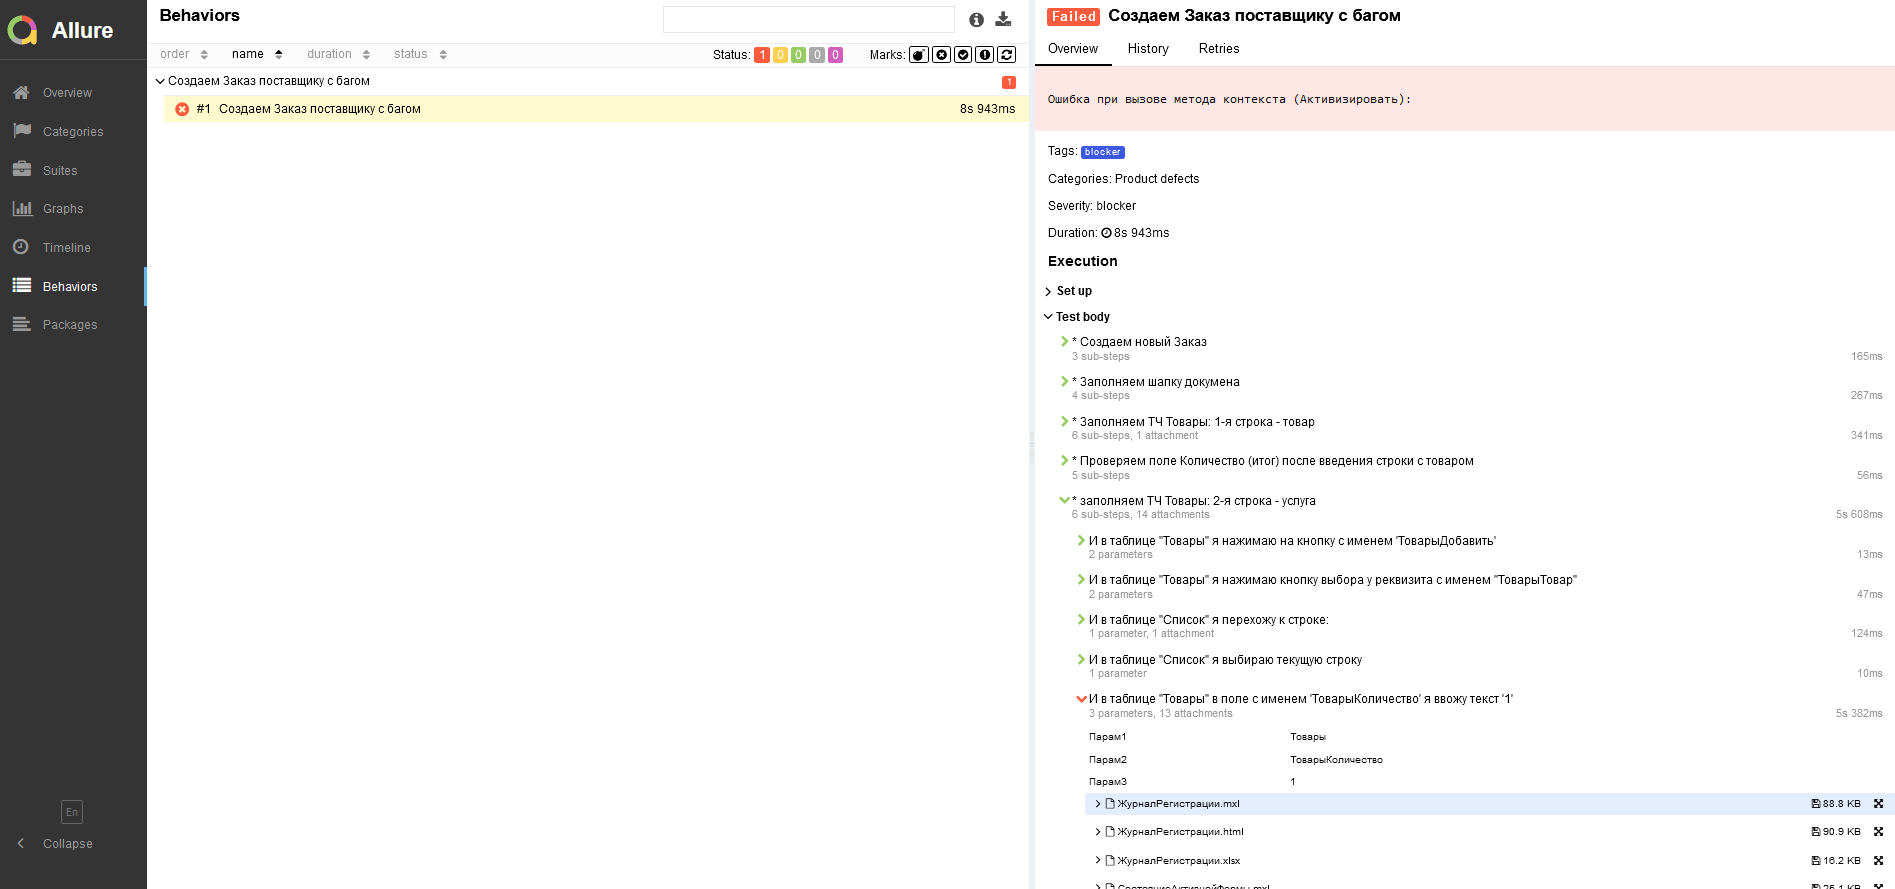 Allure
Overview
Categories
Suites
Graphs
Timeline
Behaviors
Packages
En
Collapse
Behaviors
order name duration status Status: 1 0 0 0 0 Marks:
Создаем Заказ поставщику с багом 1
#1 Создаем Заказ поставщику с багом 8s 943ms
Failed Создаем Заказ поставщику с багом
Overview History Retries
Ошибка при вызове метода контекста (Активизировать):
Tags: blocker
Categories: Product defects
Severity: blocker
Duration: 8s 943ms
Execution
Set up
Test body
* Создаем новый Заказ
3 sub-steps 165ms
* Заполняем шапку докумена
4 sub-steps 267ms
* Заполняем ТЧ Товары: 1-я строка - товар
6 sub-steps, 1 attachment 341ms
* Проверяем поле Количество (итог) после введения строки с товаром
5 sub-steps 56ms
* заполняем ТЧ Товары: 2-я строка - услуга
6 sub-steps, 14 attachments 5s 608ms
И в таблице "Товары" я нажимаю на кнопку с именем 'ТоварыДобавить'
2 parameters 13ms
И в таблице "Товары" я нажимаю кнопку выбора у реквизита с именем "ТоварыТовар"
2 parameters 47ms
И в таблице "Список" я перехожу к строке:
1 parameter, 1 attachment 124ms
И в таблице "Список" я выбираю текущую строку
1 parameter 10ms
И в таблице "Товары" в поле с именем 'ТоварыКоличество' я ввожу текст '1'
3 parameters, 13 attachments 5s 382ms
Парам1 Товары
Парам2 ТоварыКоличество
Парам3 1
ЖурналРегистрации.mxl 88.8 KB
ЖурналРегистрации.html 90.9 KB
ЖурналРегистрации.xlsx 16.2 KB
СостояниеАктивнойФормы.mxl 25.1 KB